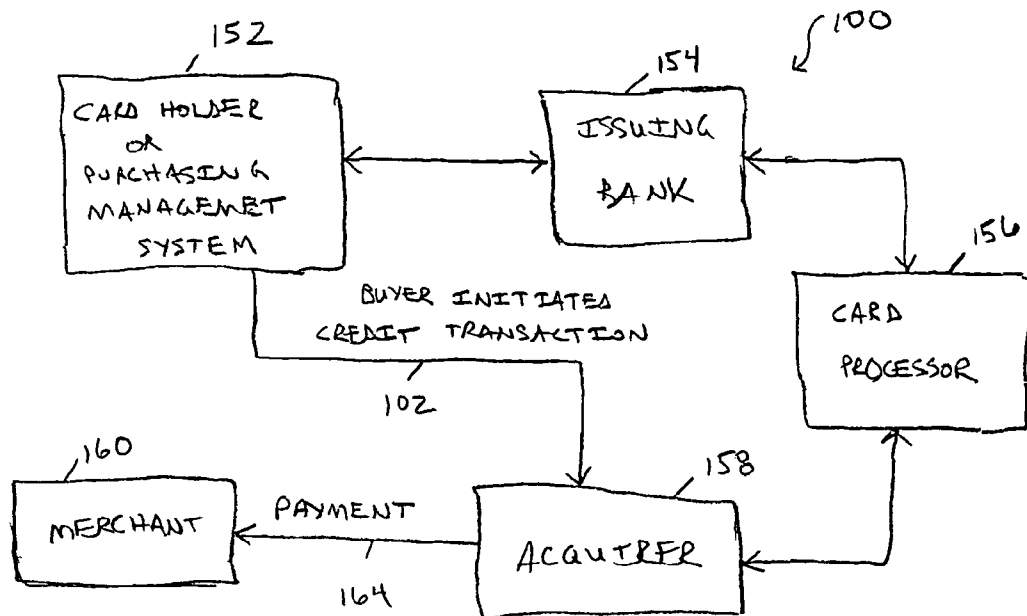 100
152
154
CARD HOLDER
OR
PURCHASING
MANAGEMET
SYSTEM
ISSUING
BANK
156
CARD
PROCESSOR
BUYER INITIATED
CREDIT TRANSACTION
102
160
MERCHANT
PAYMENT
164
158
ACQUIRER